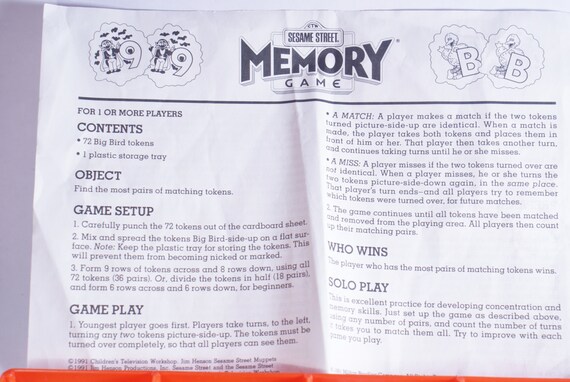 9 9
CTW
SESAME STREET
MEMORY®
GAME
B B
FOR 1 OR MORE PLAYERS
CONTENTS
• 72 Big Bird tokens
• 1 plastic storage tray
OBJECT
Find the most pairs of matching tokens.
GAME SETUP
1. Carefully punch the 72 tokens out of the cardboard sheet.
2. Mix and spread the tokens Big Bird-side-up on a flat sur-
face. Note: Keep the plastic tray for storing the tokens. This
will prevent them from becoming nicked or marked.
3. Form 9 rows of tokens across and 8 rows down, using all
72 tokens (36 pairs). Or, divide the tokens in half (18 pairs),
and form 6 rows across and 6 rows down, for beginners.
GAME PLAY
1. Youngest player goes first. Players take turns, to the left,
turning any two tokens picture-side-up. The tokens must be
turned over completely, so that all players can see them.
©1991 Children's Television Workshop. Jim Henson Sesame Street Muppets
©1991 Jim Henson Productions, Inc. Sesame Street and the Sesame Street
• A MATCH: A player makes a match if the two tokens
turned picture-side-up are identical. When a match is
made, the player takes both tokens and places them in
front of him or her. That player then takes another turn,
and continues taking turns until he or she misses.
• A MISS: A player misses if the two tokens turned over are
not identical. When a player misses, he or she turns the
two tokens picture-side-down again, in the same place.
That player's turn ends–and all players try to remember
which tokens were turned over, for future matches.
2. The game continues until all tokens have been matched
and removed from the playing area. All players then count
up their matching pairs.
WHO WINS
The player who has the most pairs of matching tokens wins.
SOLO PLAY
This is excellent practice for developing concentration and
memory skills. Just set up the game as described above,
using any number of pairs, and count the number of turns
it takes you to match them all. Try to improve with each
game you play.